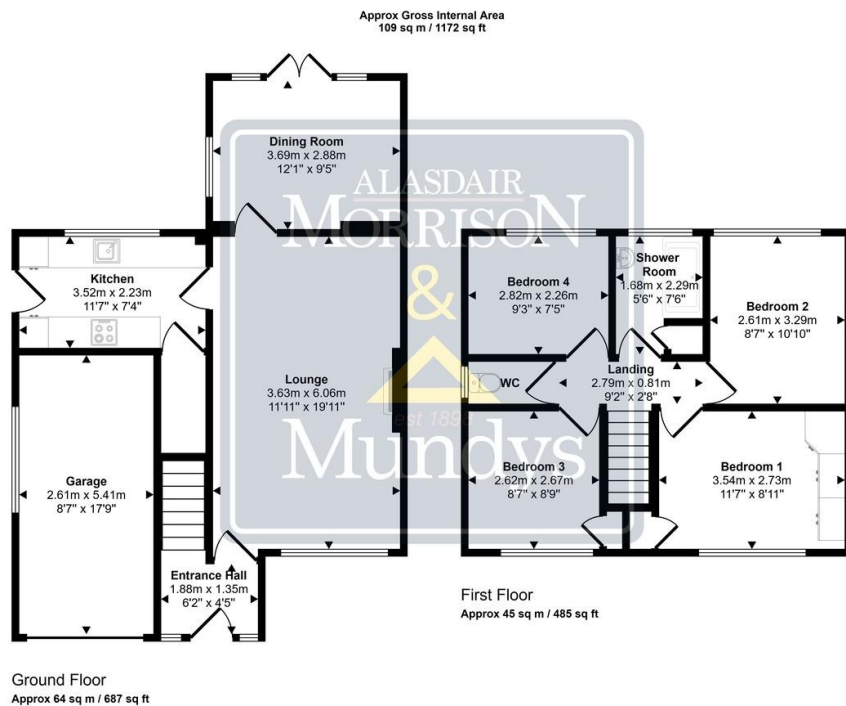 Approx Gross Internal Area
109 sq m / 1172 sq ft
Dining Room
3.69m x 2.88m
12'1" x 9'5"
ALASDAIR
MORRISON
&
est 1893
Mundys
Kitchen
3.52m x 2.23m
11'7" x 7'4"
Lounge
3.63m x 6.06m
11'11" x 19'11"
Garage
2.61m x 5.41m
8'7" x 17'9"
Entrance Hall
1.88m x 1.35m
6'2" x 4'5"
Ground Floor
Approx 64 sq m / 687 sq ft
Bedroom 4
2.82m x 2.26m
9'3" x 7'5"
Shower
Room
1.68m x 2.29m
5'6" x 7'6"
Bedroom 2
2.61m x 3.29m
8'7" x 10'10"
WC
Landing
2.79m x 0.81m
9'2" x 2'8"
Bedroom 3
2.62m x 2.67m
8'7" x 8'9"
Bedroom 1
3.54m x 2.73m
11'7" x 8'11"
First Floor
Approx 45 sq m / 485 sq ft